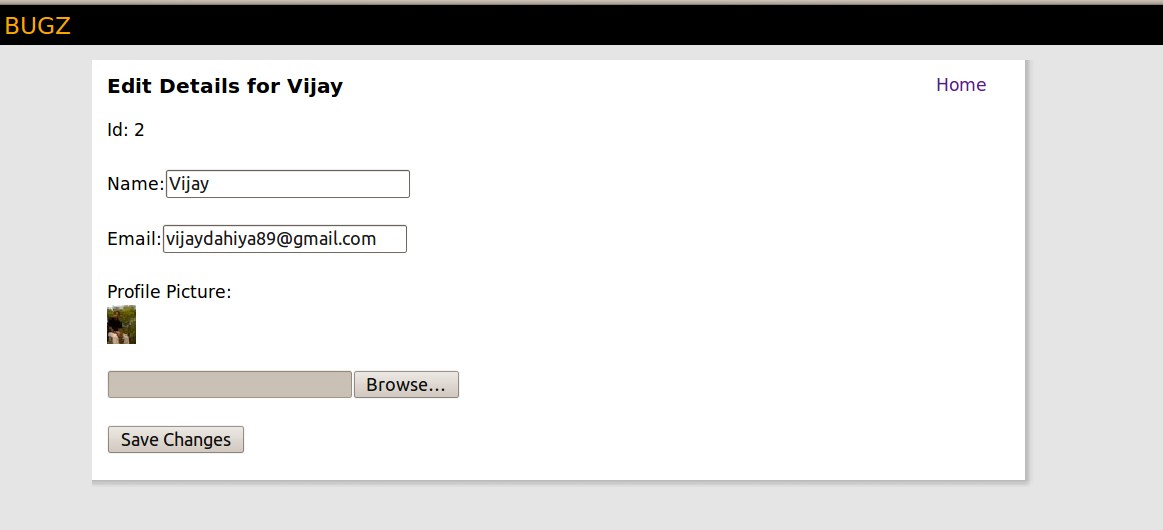 BUGZ
Edit Details for Vijay Home
Id: 2
Name: Vijay
Email: vijaydahiya89@gmail.com
Profile Picture:
Browse...
Save Changes